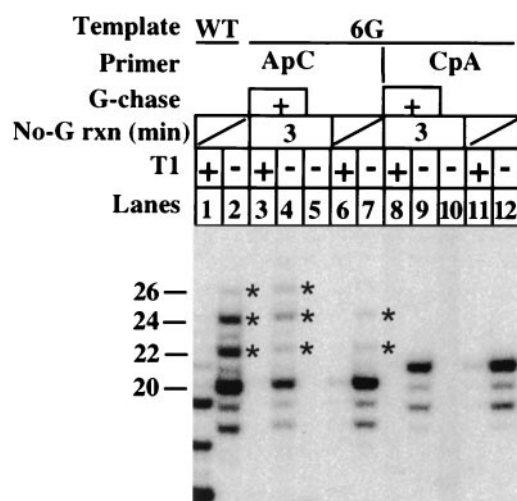 Template WT 6G
Primer ApC CpA
G-chase + +
No-G rxn (min) 3 3
T1 + - + - + - + - + -
Lanes 1 2 3 4 5 6 7 8 9 10 11 12
26 * *
24 * * *
22 * * *
20